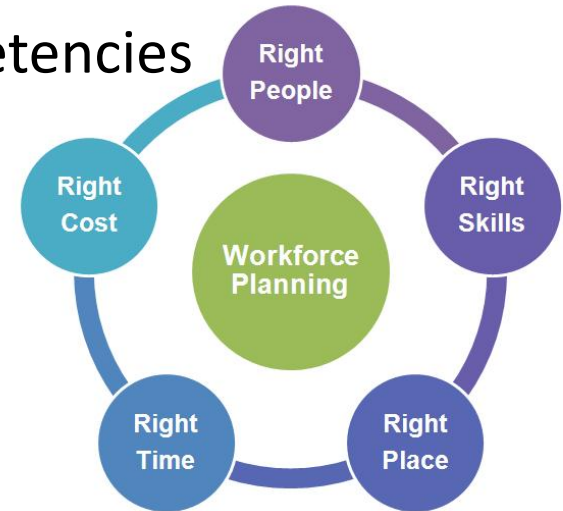 etencies
Right
People
Right
Skills
Right
Place
Right
Time
Right
Cost
Workforce
Planning